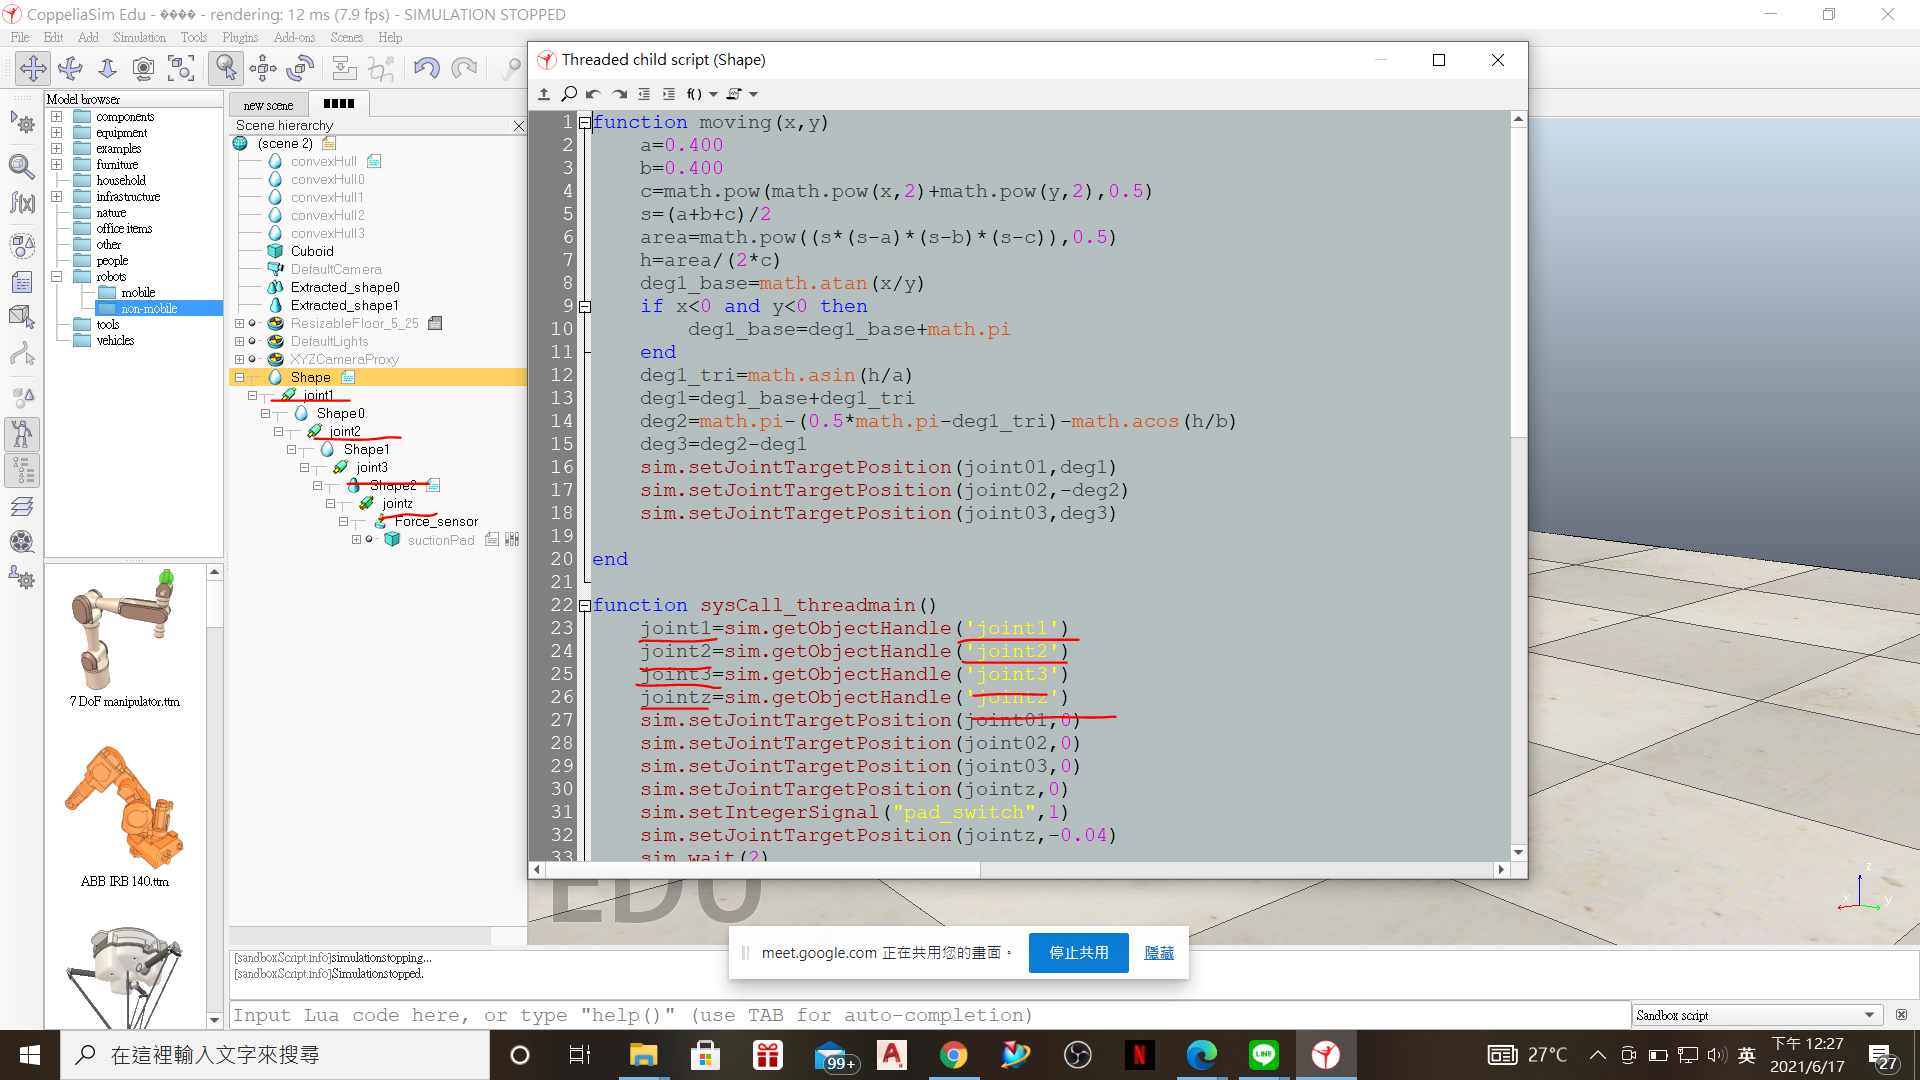 CoppeliaSim Edu - ���� - rendering: 12 ms (7.9 fps) - SIMULATION STOPPED
File Edit Add Simulation Tools Plugins Add-ons Scenes Help
Model browser
components
equipment
examples
furniture
household
infrastructure
nature
office items
other
people
robots
mobile
non-mobile
tools
vehicles
7 DoF manipulator.ttm
ABB IRB 140.ttm
new scene
Scene hierarchy
(scene 2)
convexHull
convexHull0
convexHull1
convexHull2
convexHull3
Cuboid
DefaultCamera
Extracted_shape0
Extracted_shape1
ResizableFloor_5_25
DefaultLights
XYZCameraProxy
Shape
joint1
Shape0
joint2
Shape1
joint3
Shape2
jointz
Force_sensor
suctionPad
Threaded child script (Shape)
f()
1 function moving(x,y)
2 a=0.400
3 b=0.400
4 c=math.pow(math.pow(x,2)+math.pow(y,2),0.5)
5 s=(a+b+c)/2
6 area=math.pow((s*(s-a)*(s-b)*(s-c)),0.5)
7 h=area/(2*c)
8 deg1_base=math.atan(x/y)
9 if x<0 and y<0 then
10 deg1_base=deg1_base+math.pi
11 end
12 deg1_tri=math.asin(h/a)
13 deg1=deg1_base+deg1_tri
14 deg2=math.pi-(0.5*math.pi-deg1_tri)-math.acos(h/b)
15 deg3=deg2-deg1
16 sim.setJointTargetPosition(joint01,deg1)
17 sim.setJointTargetPosition(joint02,-deg2)
18 sim.setJointTargetPosition(joint03,deg3)
19
20 end
21
22 function sysCall_threadmain()
23 joint1=sim.getObjectHandle('joint1')
24 joint2=sim.getObjectHandle('joint2')
25 joint3=sim.getObjectHandle('joint3')
26 jointz=sim.getObjectHandle('jointz')
27 sim.setJointTargetPosition(joint01,0)
28 sim.setJointTargetPosition(joint02,0)
29 sim.setJointTargetPosition(joint03,0)
30 sim.setJointTargetPosition(jointz,0)
31 sim.setIntegerSignal("pad_switch",1)
32 sim.setJointTargetPosition(jointz,-0.04)
33 sim.wait(2)
EDU
z
x
y
meet.google.com 正在共用您的畫面。 停止共用 隱藏
[sandboxScript:info]simulationstopping...
[sandboxScript:info]Simulationstopped.
Input Lua code here, or type "help()" (use TAB for auto-completion)
Sandbox script
在這裡輸入文字來搜尋
99+
N
LINE
27°C
英
下午 12:27
2021/6/17
27